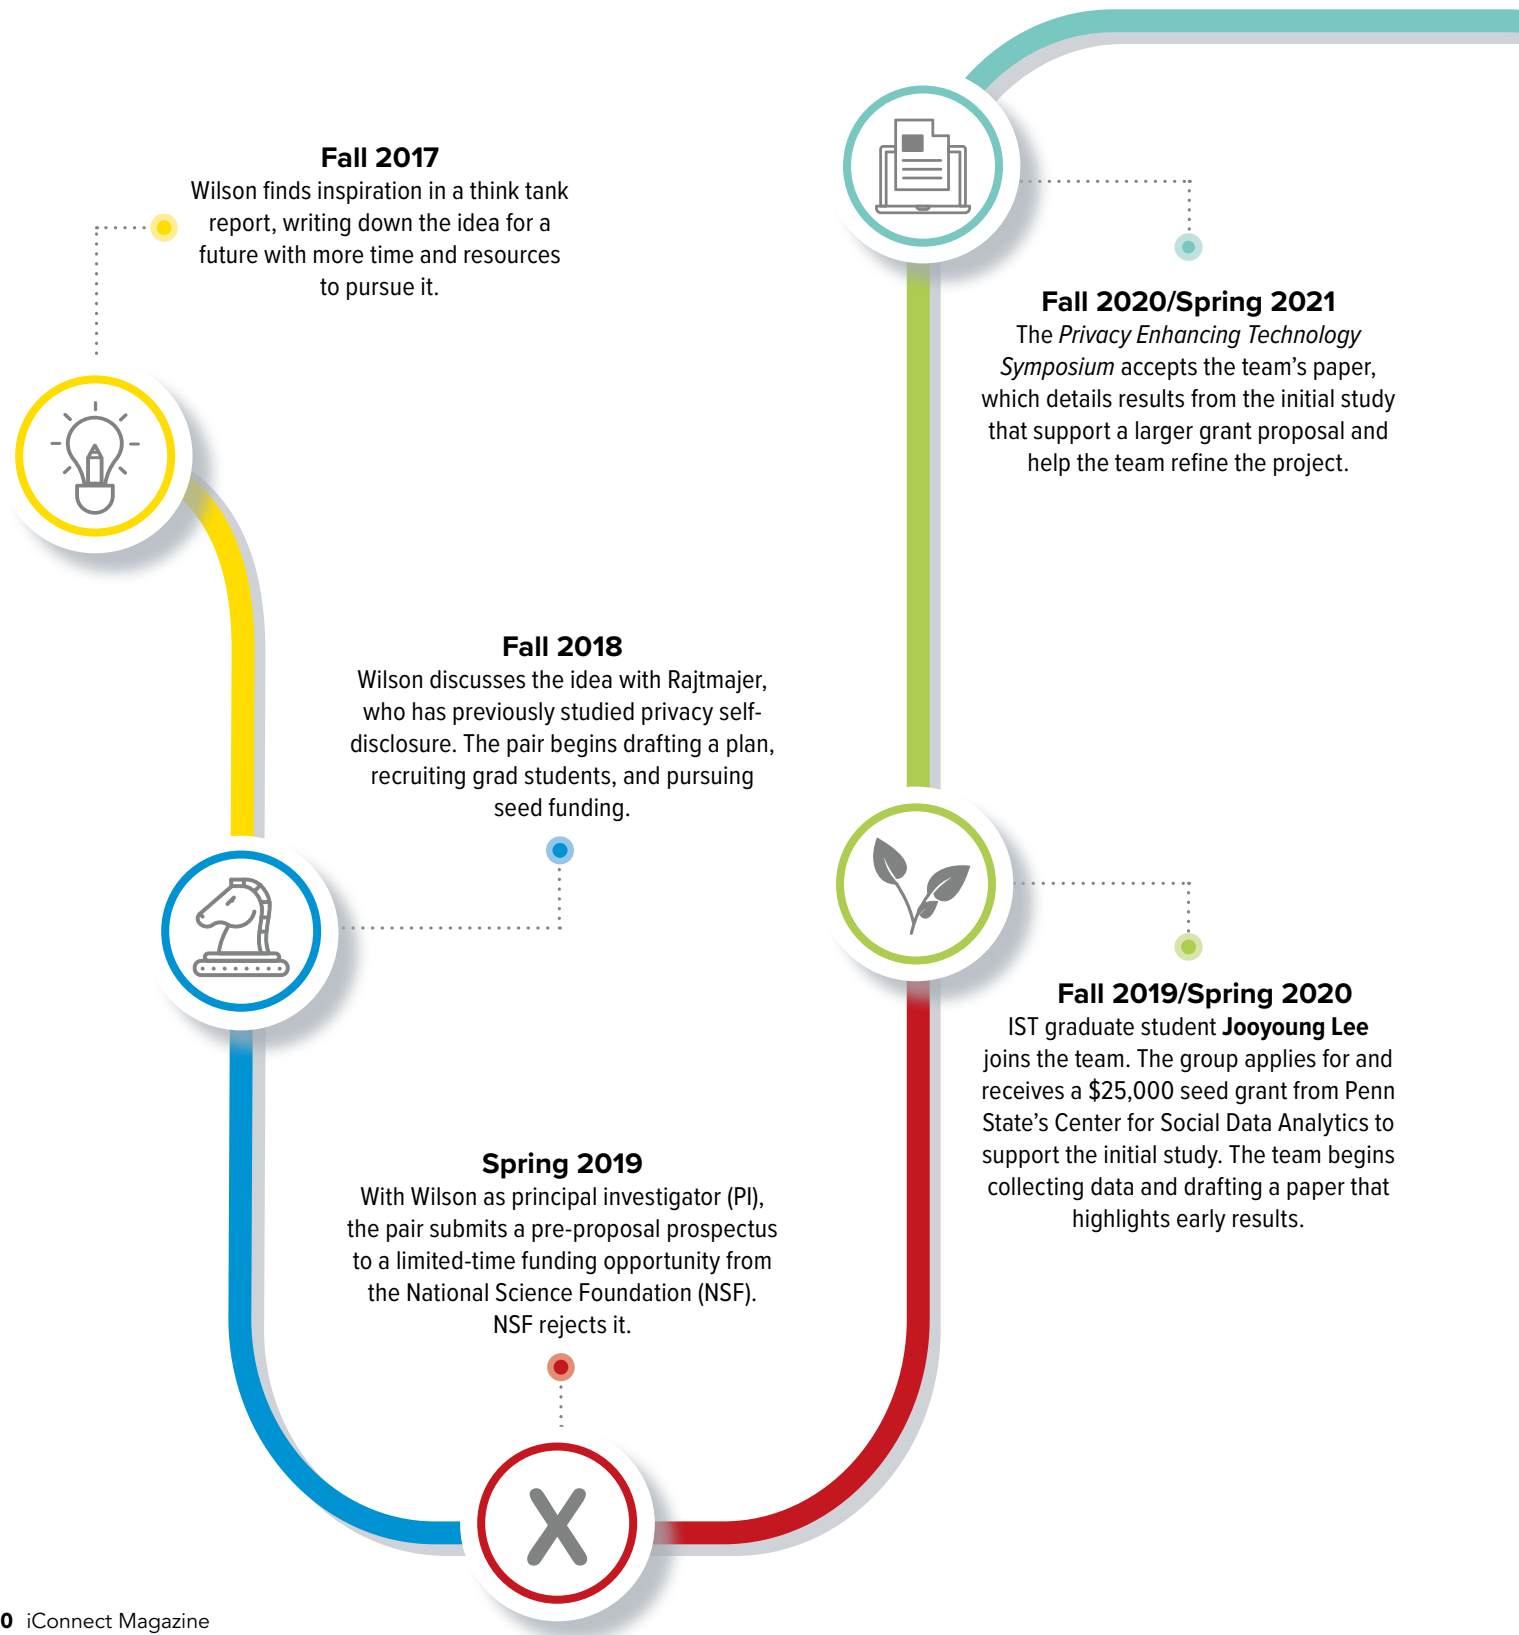 Fall 2017
Wilson finds inspiration in a think tank
report, writing down the idea for a
future with more time and resources
to pursue it.
Fall 2018
Wilson discusses the idea with Rajtmajer,
who has previously studied privacy self-
disclosure. The pair begins drafting a plan,
recruiting grad students, and pursuing
seed funding.
Spring 2019
With Wilson as principal investigator (PI),
the pair submits a pre-proposal prospectus
to a limited-time funding opportunity from
the National Science Foundation (NSF).
NSF rejects it.
X
Fall 2019/Spring 2020
IST graduate student Jooyoung Lee
joins the team. The group applies for and
receives a $25,000 seed grant from Penn
State’s Center for Social Data Analytics to
support the initial study. The team begins
collecting data and drafting a paper that
highlights early results.
Fall 2020/Spring 2021
The Privacy Enhancing Technology
Symposium accepts the team’s paper,
which details results from the initial study
that support a larger grant proposal and
help the team refine the project.
0 iConnect Magazine